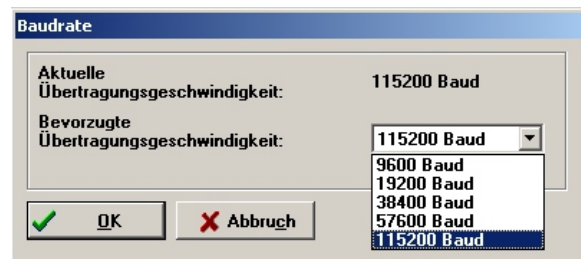 Baudrate
Aktuelle
Übertragungsgeschwindigkeit:
115200 Baud
Bevorzugte
Übertragungsgeschwindigkeit:
115200 Baud
9600 Baud
19200 Baud
38400 Baud
57600 Baud
115200 Baud
OK
Abbruch